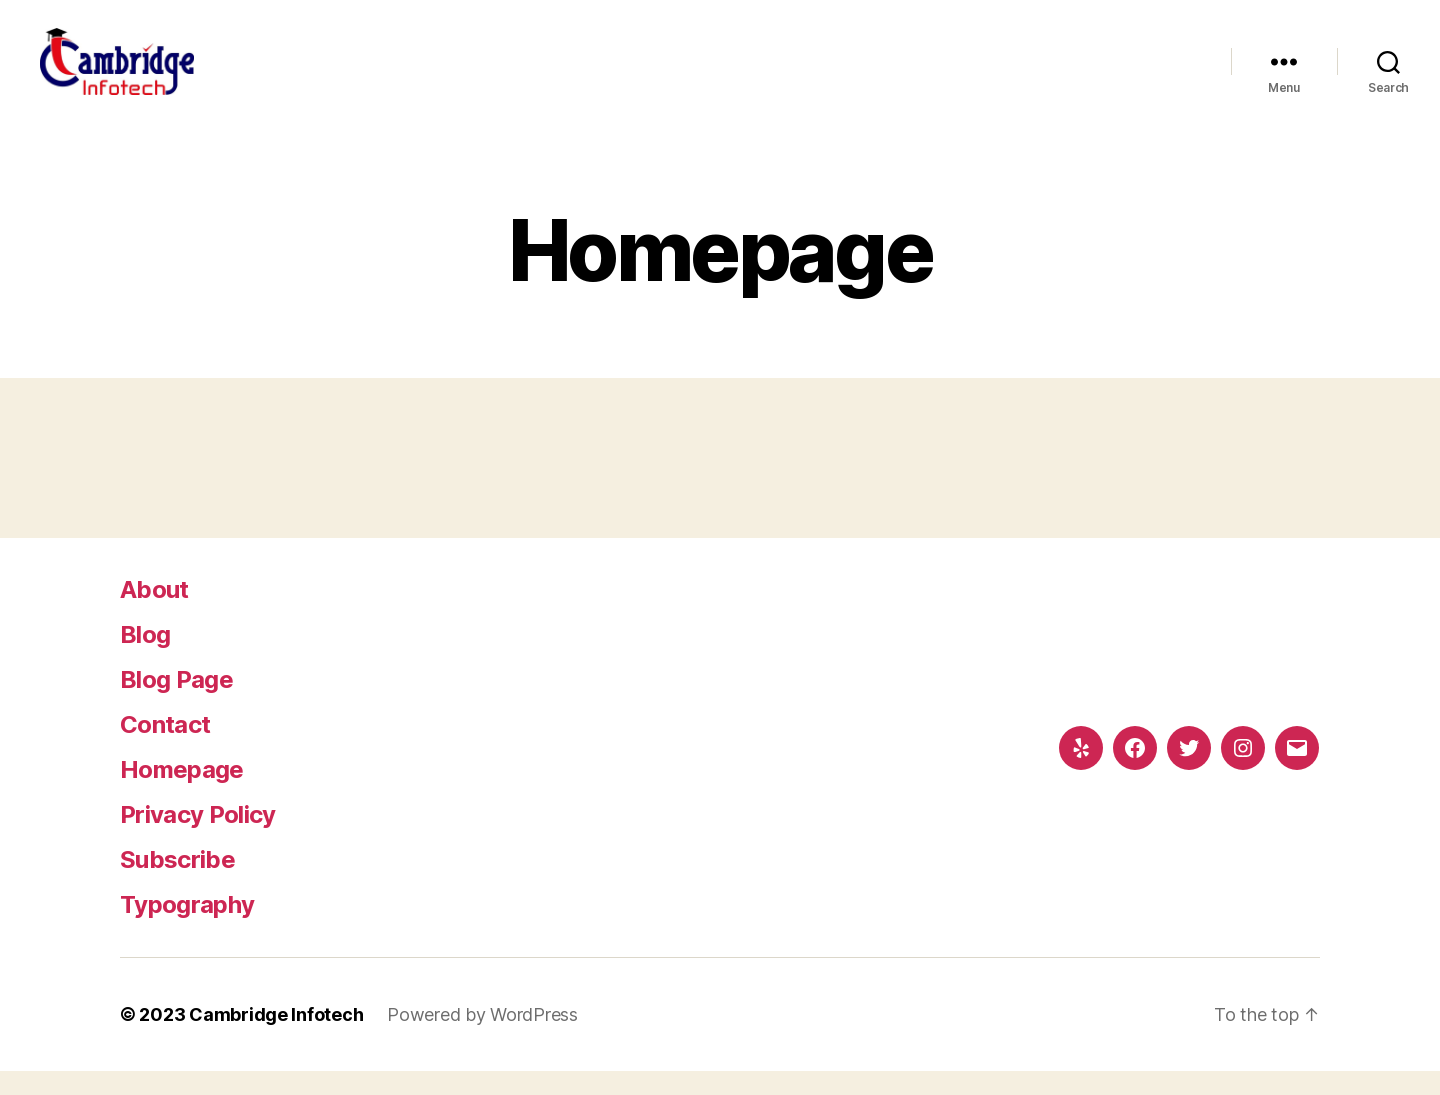 Cambridge
Infotech
Menu
Search
Homepage
About
Blog
Blog Page
Contact
Homepage
Privacy Policy
Subscribe
Typography
© 2023 Cambridge Infotech Powered by WordPress
To the top ↑